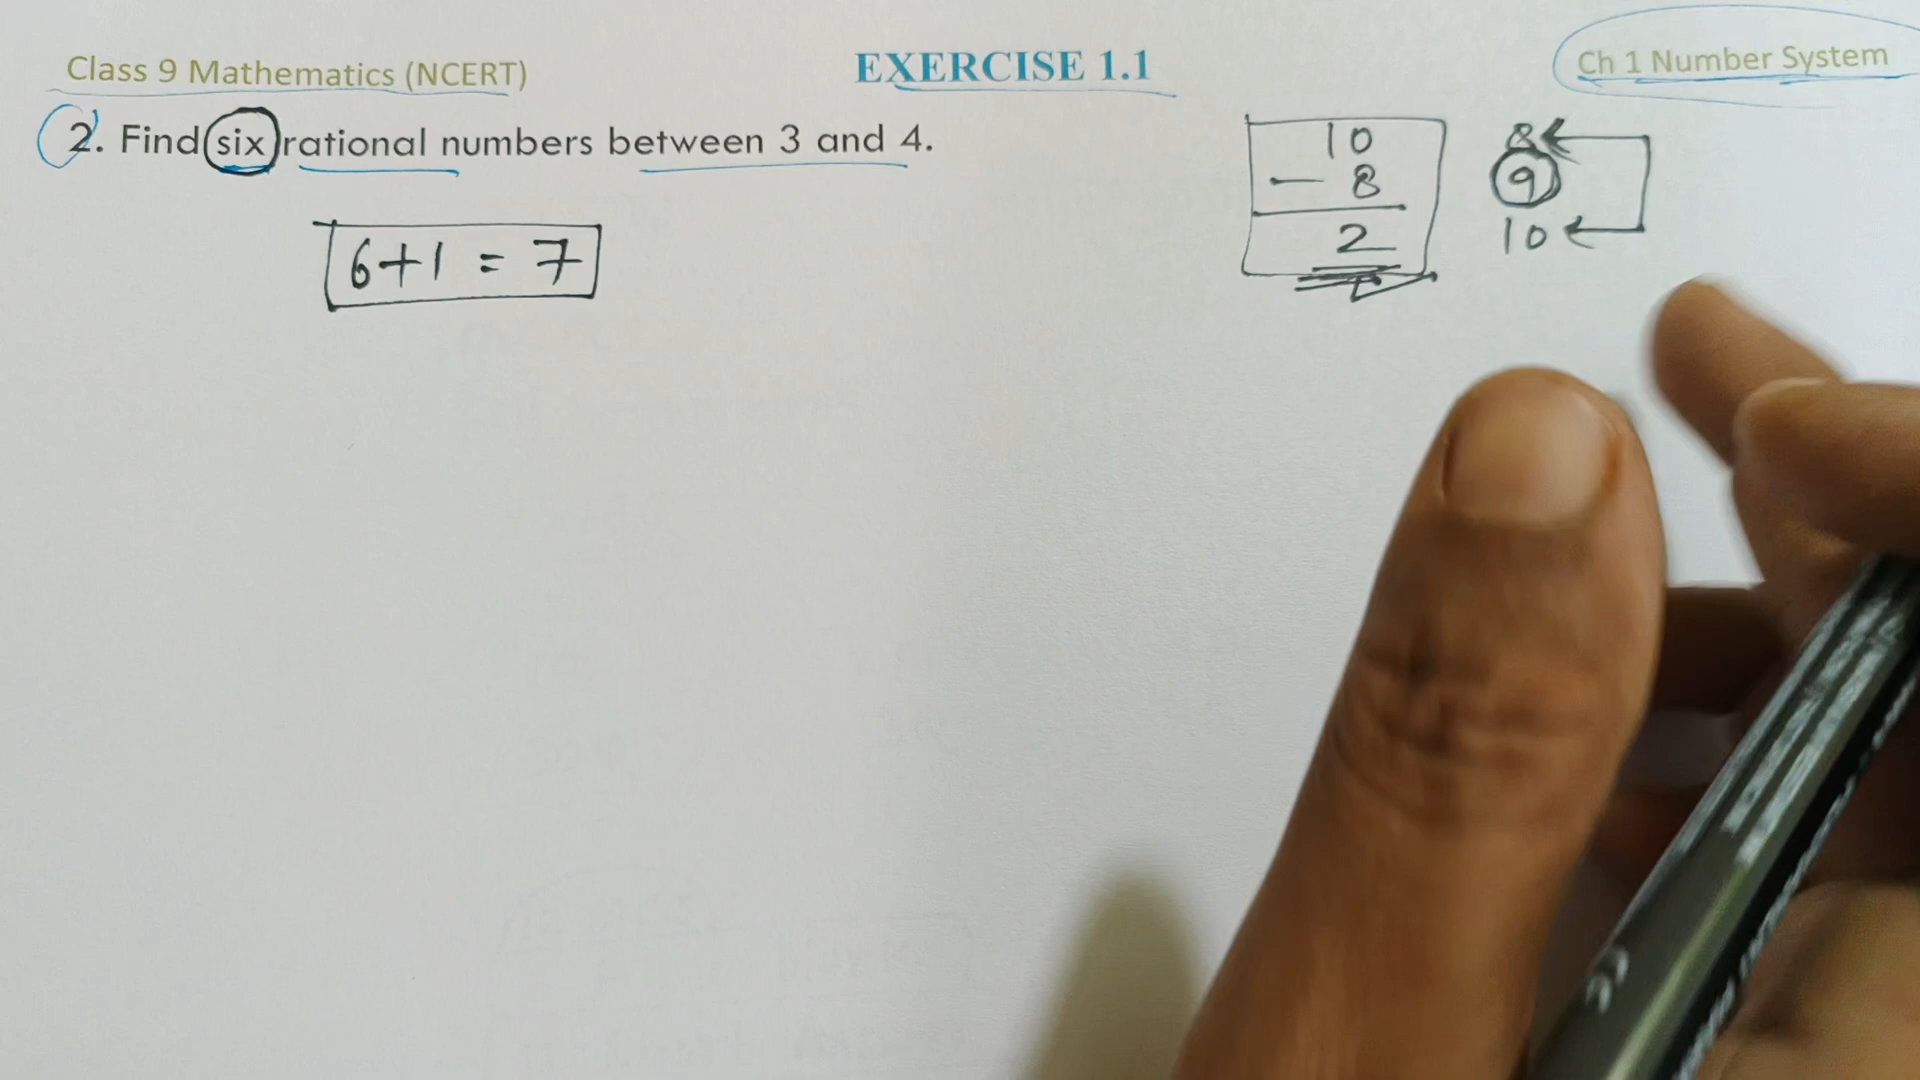 Class 9 Mathematics (NCERT)
EXERCISE 1.1
Ch 1 Number System
2. Find six rational numbers between 3 and 4.
6+1 = 7
10
- 8
2
8
9
10